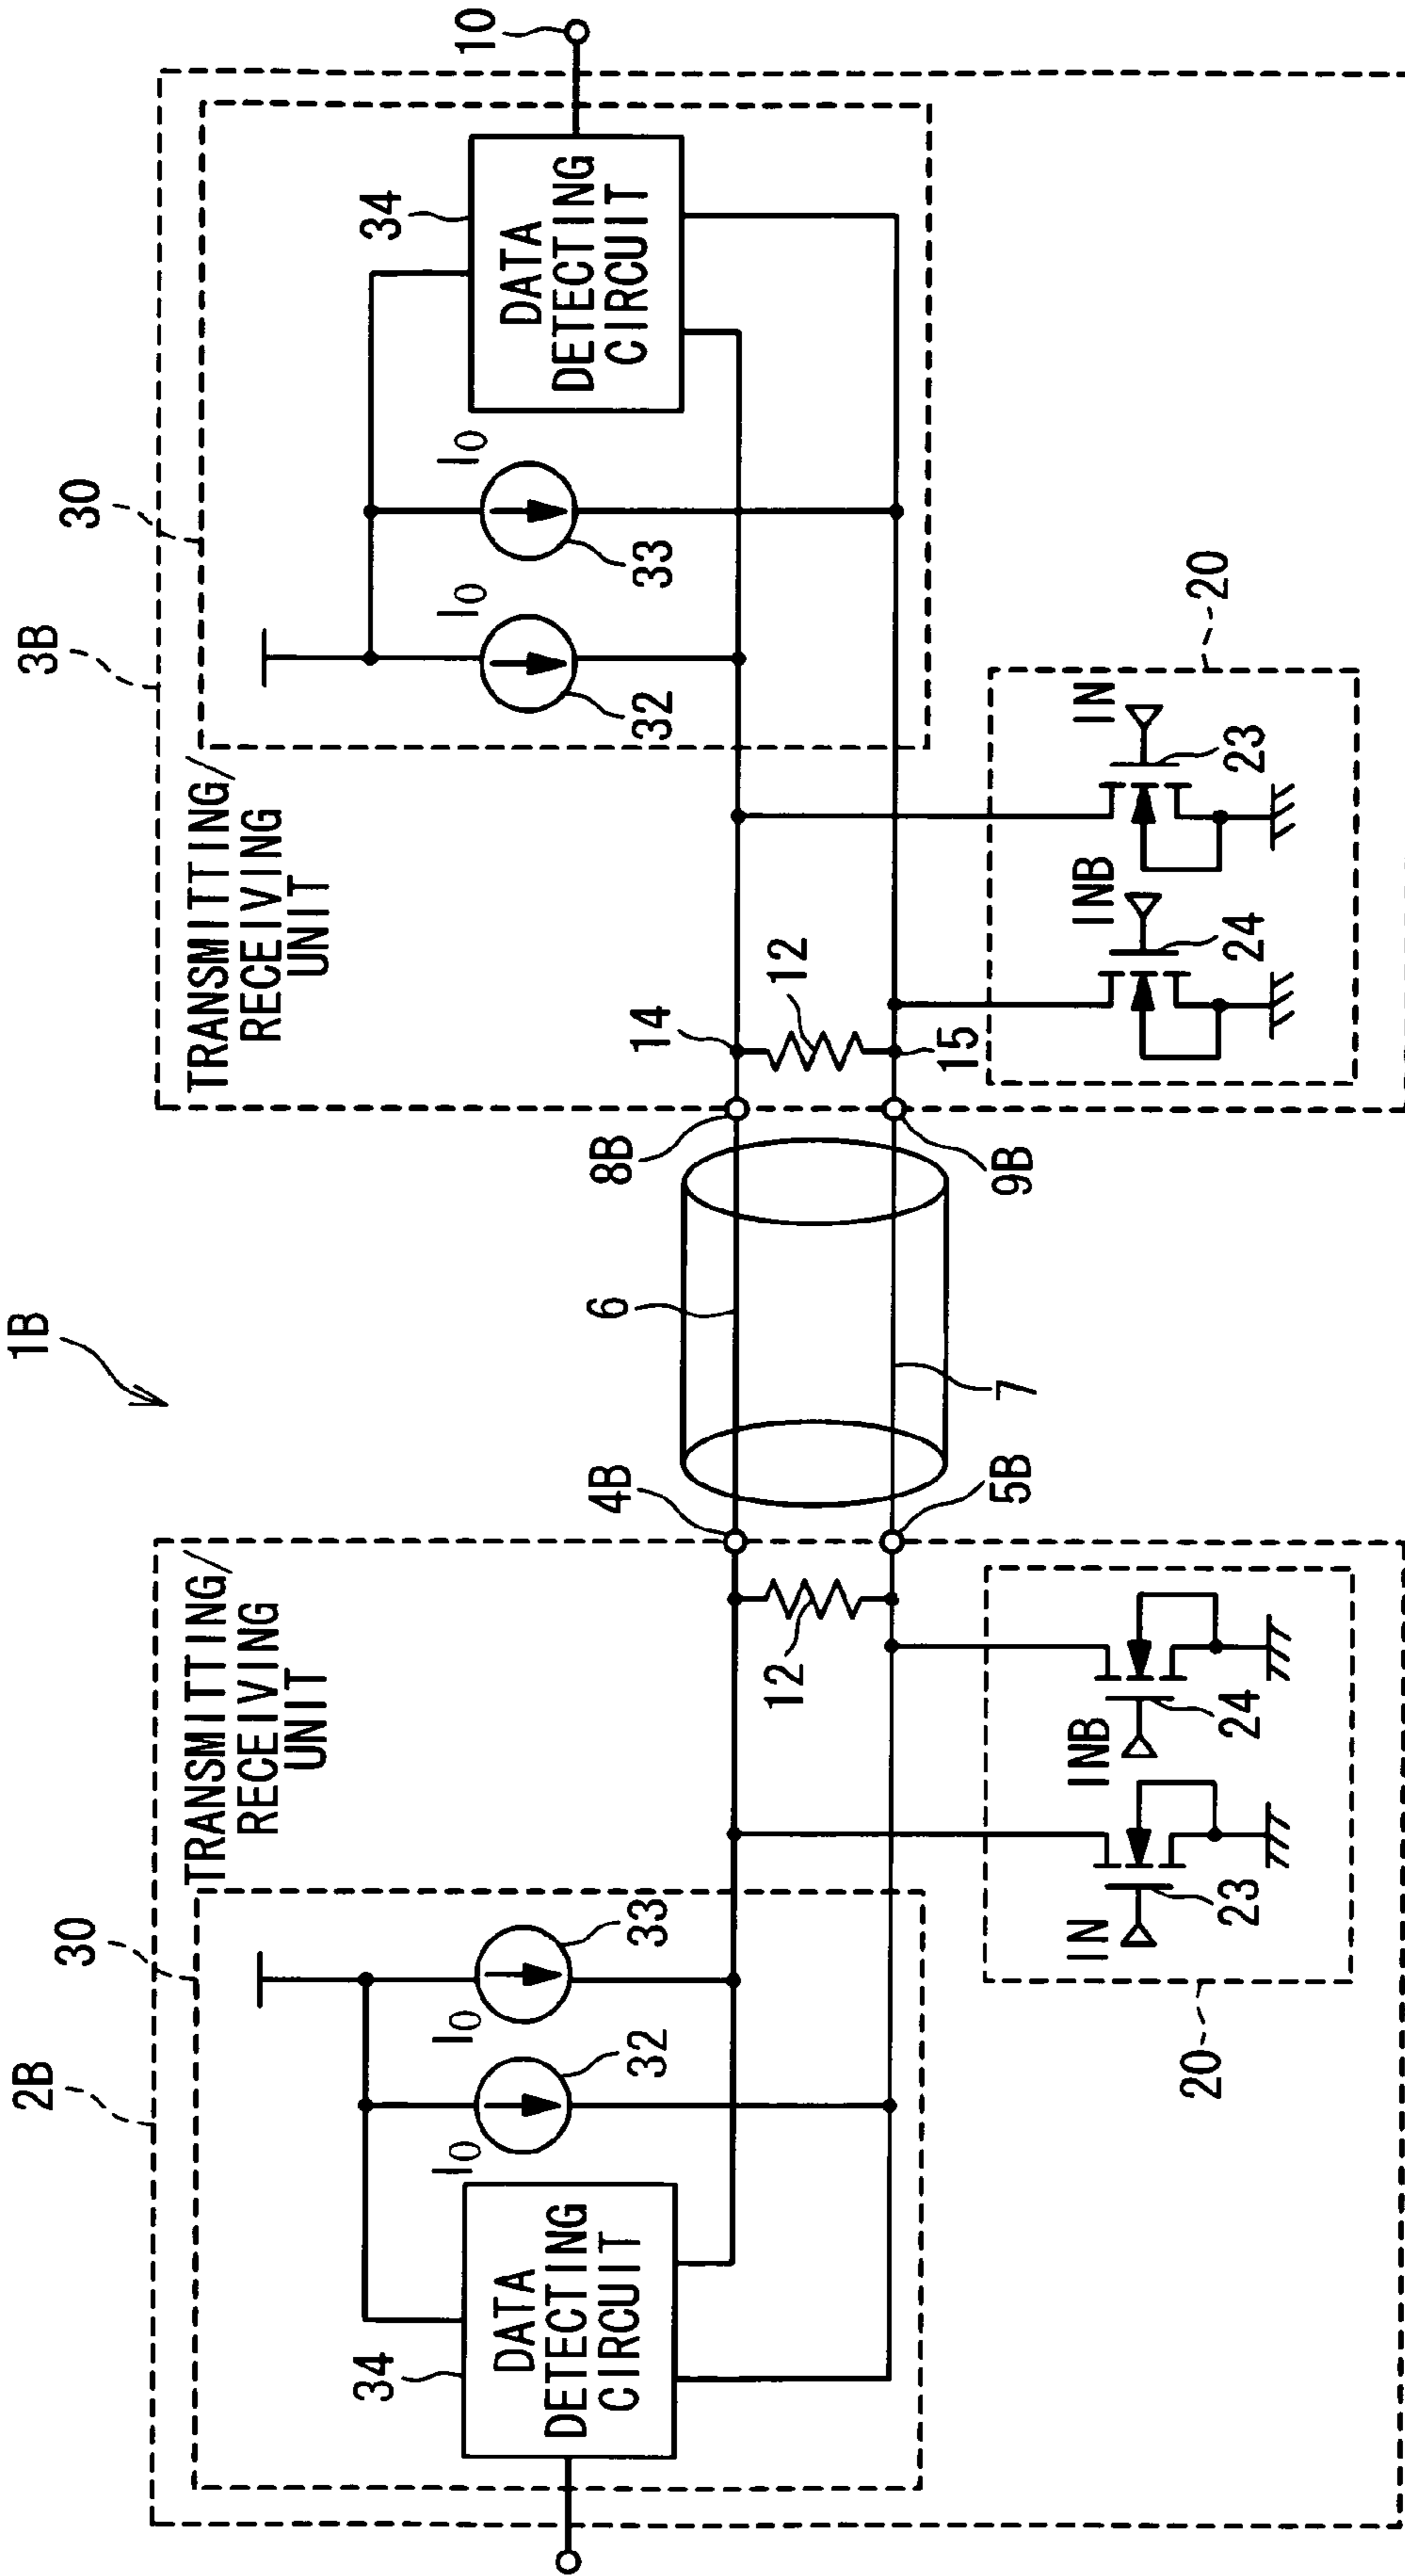 1B
2B
30
TRANSMITTING/
RECEIVING
UNIT
34
DATA
DETECTING
CIRCUIT
I0
32
I0
33
12
4B
5B
IN
23
INB
24
20
6
7
3B
30
TRANSMITTING/
RECEIVING
UNIT
8B
9B
14
12
15
I0
32
I0
33
34
DATA
DETECTING
CIRCUIT
10
INB
24
IN
23
20